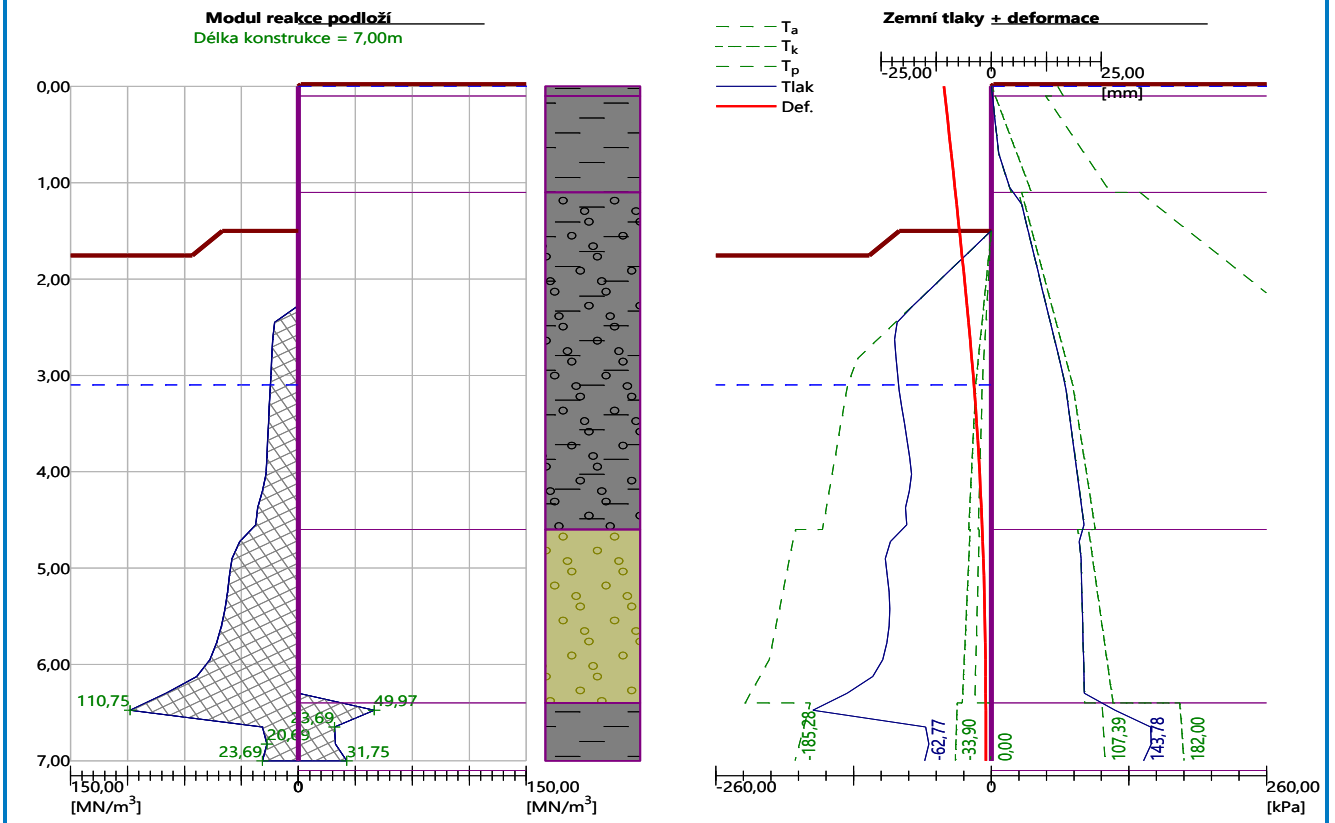 Modul reakce podloží
Délka konstrukce = 7,00m
0,00
1,00
2,00
3,00
4,00
5,00
6,00
7,00
110,75
49,97
23,69
20,69
23,69
31,75
150,00
0
150,00
[MN/m³]
[MN/m³]
Zemní tlaky + deformace
Ta
Tk
Tp
Tlak
Def.
-25,00
0
25,00
[mm]
-185,28
-62,77
-33,90
0,00
107,39
143,78
182,00
-260,00
0
260,00
[kPa]